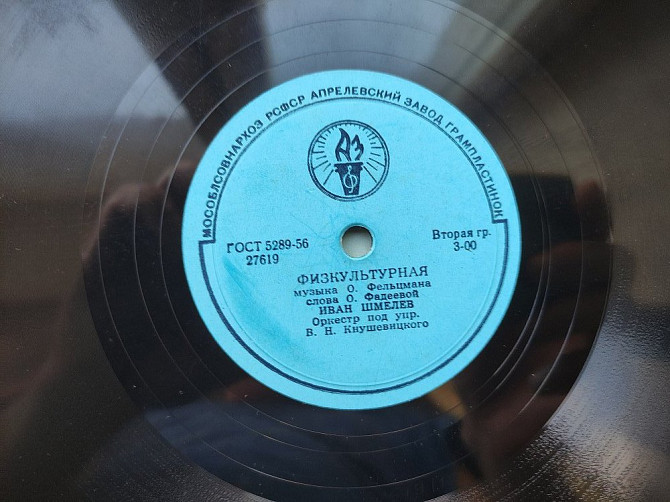 МОСОБЛСОВНАРХОЗ РСФСР АПРЕЛЕВСКИЙ ЗАВОД ГРАМПЛАСТИНОК
АЗ
ГОСТ 5289-56
27619
Вторая гр.
3-00
ФИЗКУЛЬТУРНАЯ
музыка О. Фельцмана
слова О. Фадеевой
ИВАН ШМЕЛЕВ
Оркестр под упр.
В. Н. Кнушевицкого